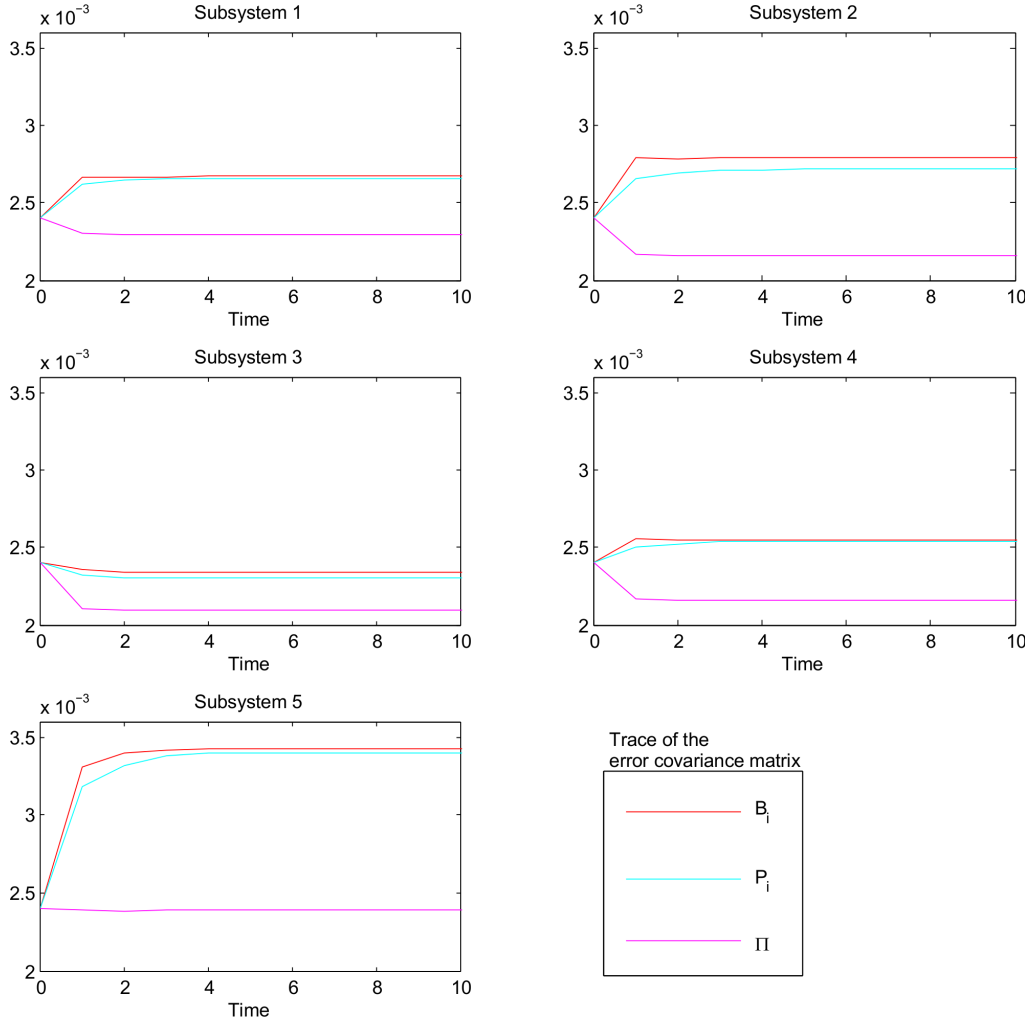 Subsystem 1
x 10⁻³
3.5
3
2.5
2
0 2 4 6 8 10
Time
Subsystem 2
x 10⁻³
3.5
3
2.5
2
0 2 4 6 8 10
Time
Subsystem 3
x 10⁻³
3.5
3
2.5
2
0 2 4 6 8 10
Time
Subsystem 4
x 10⁻³
3.5
3
2.5
2
0 2 4 6 8 10
Time
Subsystem 5
x 10⁻³
3.5
3
2.5
2
0 2 4 6 8 10
Time
Trace of the
error covariance matrix
Bᵢ
Pᵢ
Π